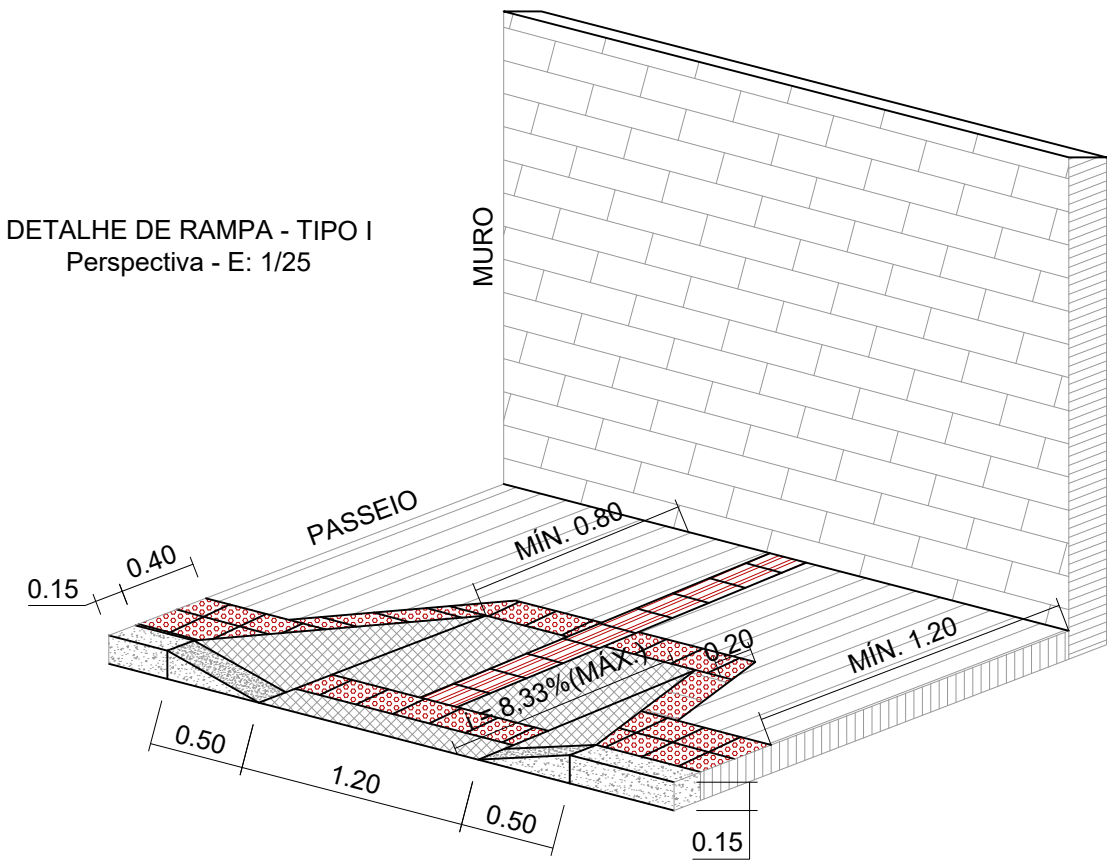 DETALHE DE RAMPA - TIPO I
Perspectiva - E: 1/25
MURO
PASSEIO
MÍN. 0.80
0.40
0.15
0.20
MÍN. 1.20
8,33%(MÁX.)
0.50
1.20
0.50
0.15